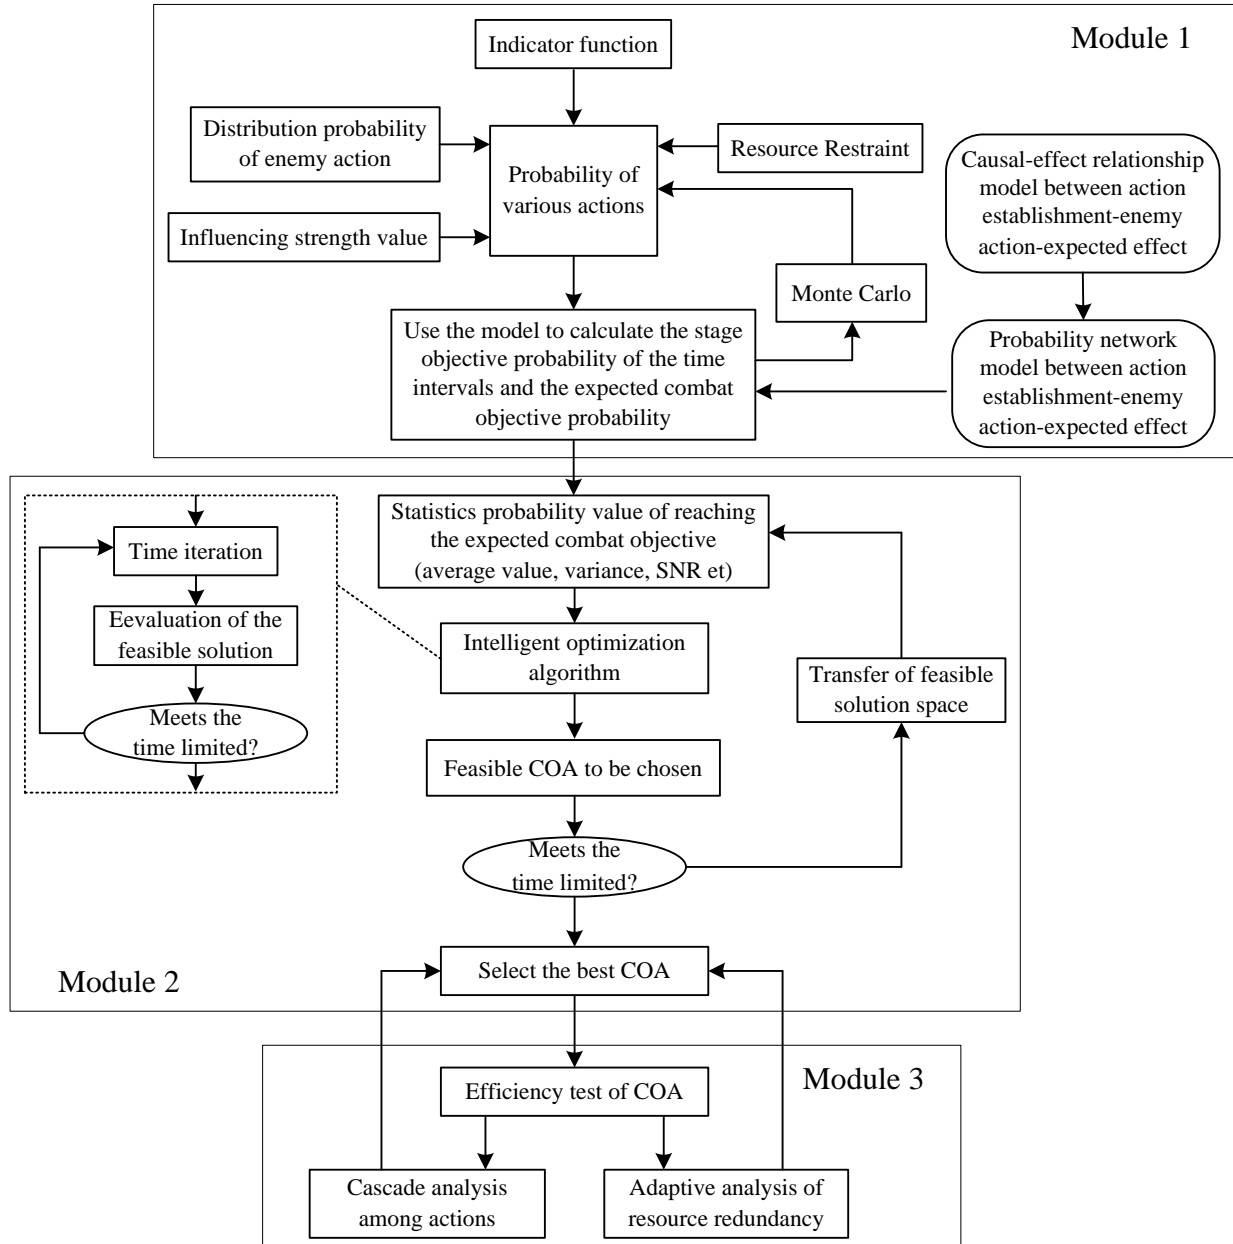 Module 1
Indicator function
Distribution probability
of enemy action
Probability of
various actions
Resource Restraint
Causal-effect relationship
model between action
establishment-enemy
action-expected effect
Influencing strength value
Monte Carlo
Use the model to calculate the stage
objective probability of the time
intervals and the expected combat
objective probability
Probability network
model between action
establishment-enemy
action-expected effect
Statistics probability value of reaching
the expected combat objective
(average value, variance, SNR et)
Time iteration
Eevaluation of the
feasible solution
Meets the
time limited?
Intelligent optimization
algorithm
Transfer of feasible
solution space
Feasible COA to be chosen
Meets the
time limited?
Select the best COA
Module 2
Module 3
Efficiency test of COA
Cascade analysis
among actions
Adaptive analysis of
resource redundancy